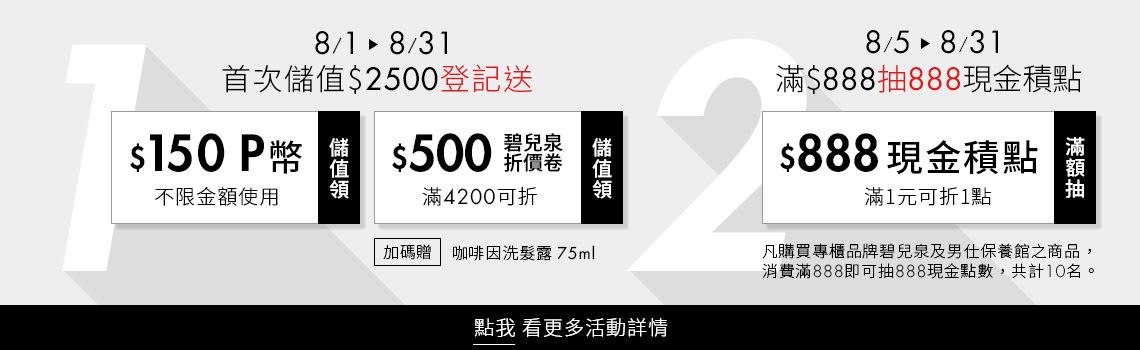 1
8/1 ▸ 8/31
首次儲值$2500登記送
$150 P幣
不限金額使用
儲值領
$500 碧兒泉折價卷
滿4200可折
儲值領
加碼贈 咖啡因洗髮露 75ml
2
8/5 ▸ 8/31
滿$888抽888現金積點
$888 現金積點
滿1元可折1點
滿額抽
凡購買專櫃品牌碧兒泉及男仕保養館之商品，
消費滿888即可抽888現金點數，共計10名。
點我 看更多活動詳情